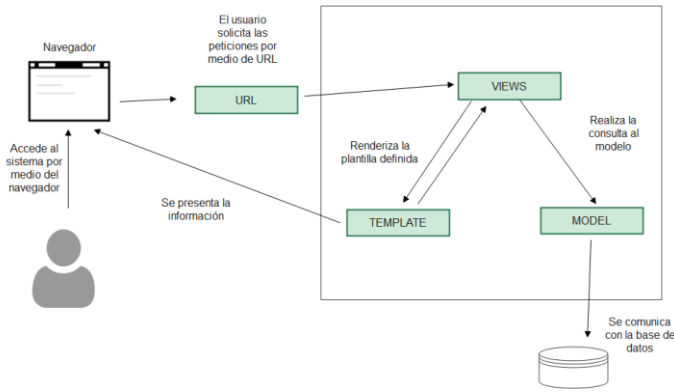 Navegador
El usuario
solicita las
peticiones por
medio de URL
URL
VIEWS
Realiza la
consulta al
modelo
Renderiza la
plantilla definida
Accede al
sistema por
medio del
navegador
Se presenta la
información
TEMPLATE
MODEL
Se comunica
con la base de
datos